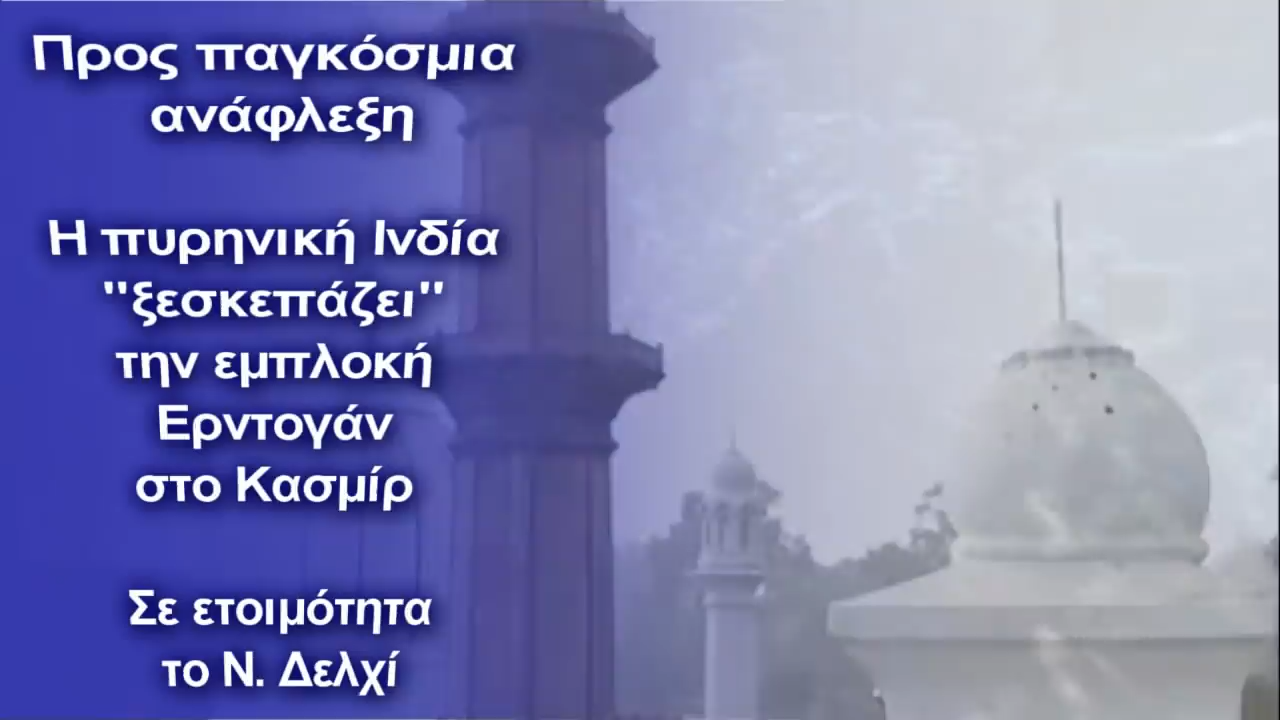 Προς παγκόσμια
ανάφλεξη
Η πυρηνική Ινδία
"ξεσκεπάζει"
την εμπλοκή
Ερντογάν
στο Κασμίρ
Σε ετοιμότητα
το Ν. Δελχί